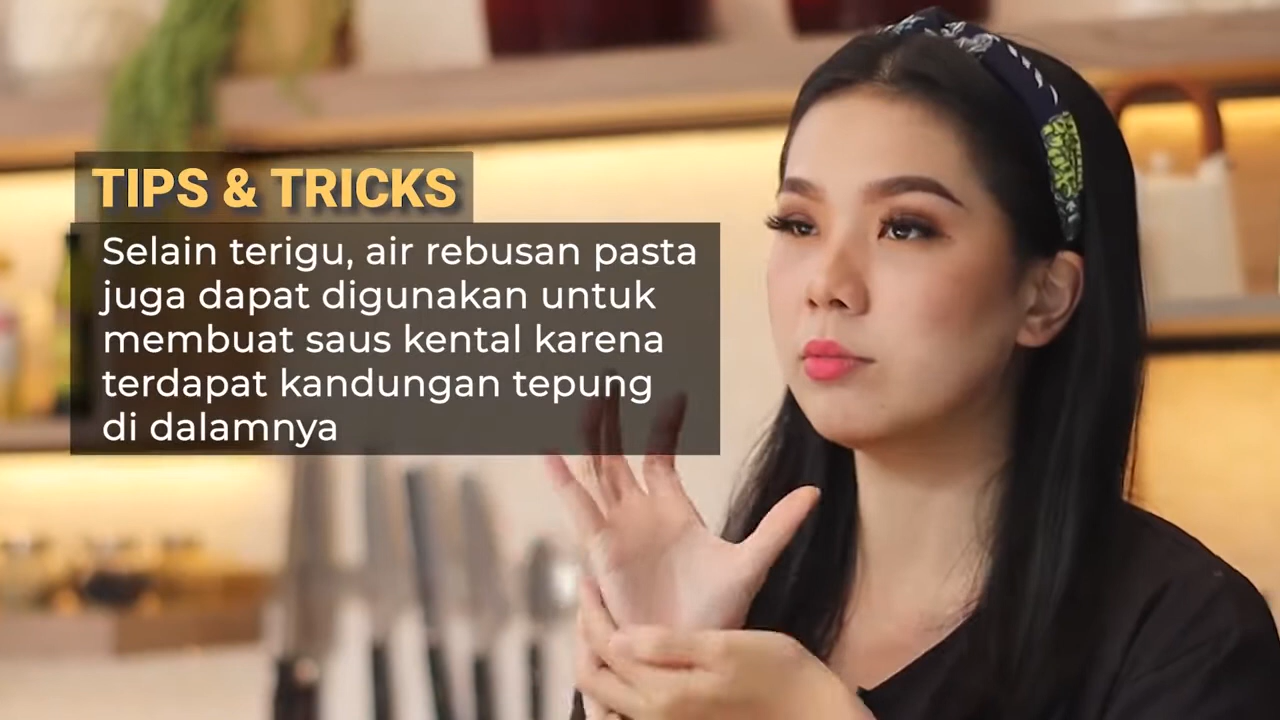 TIPS & TRICKS
Selain terigu, air rebusan pasta
juga dapat digunakan untuk
membuat saus kental karena
terdapat kandungan tepung
di dalamnya